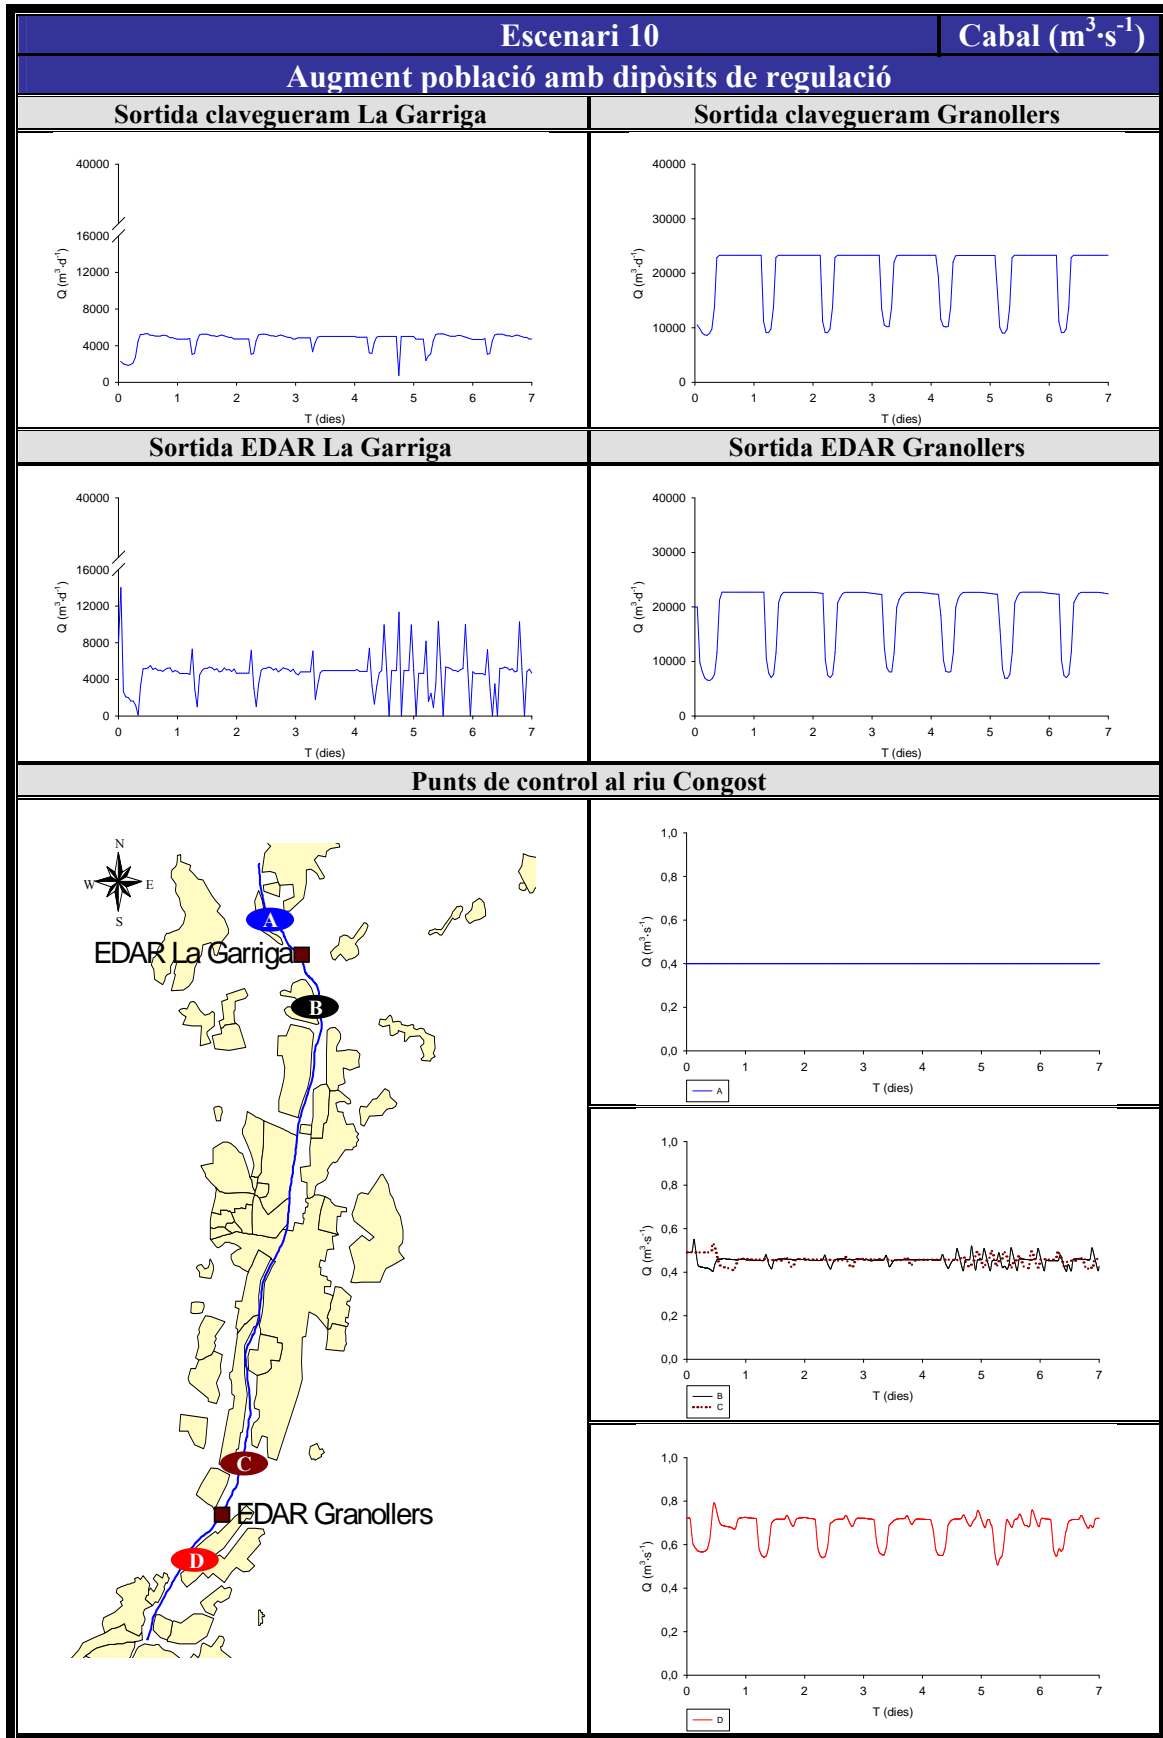 Escenari 10
Cabal (m³·s⁻¹)
Augment població amb dipòsits de regulació
Sortida clavegueram La Garriga
Sortida clavegueram Granollers
40000
16000
12000
8000
4000
0
Q (m³·d⁻¹)
0 1 2 3 4 5 6 7
T (dies)
40000
30000
20000
10000
0
Q (m³·d⁻¹)
0 1 2 3 4 5 6 7
T (dies)
Sortida EDAR La Garriga
Sortida EDAR Granollers
40000
16000
12000
8000
4000
0
Q (m³·d⁻¹)
0 1 2 3 4 5 6 7
T (dies)
40000
30000
20000
10000
0
Q (m³·d⁻¹)
0 1 2 3 4 5 6 7
T (dies)
Punts de control al riu Congost
N
W E
S
A
EDAR La Garriga
B
C
EDAR Granollers
D
1,0
0,8
0,6
0,4
0,2
0,0
Q (m³·s⁻¹)
0 1 2 3 4 5 6 7
T (dies)
A
1,0
0,8
0,6
0,4
0,2
0,0
Q (m³·s⁻¹)
0 1 2 3 4 5 6 7
T (dies)
B
C
1,0
0,8
0,6
0,4
0,2
0,0
Q (m³·s⁻¹)
0 1 2 3 4 5 6 7
T (dies)
D